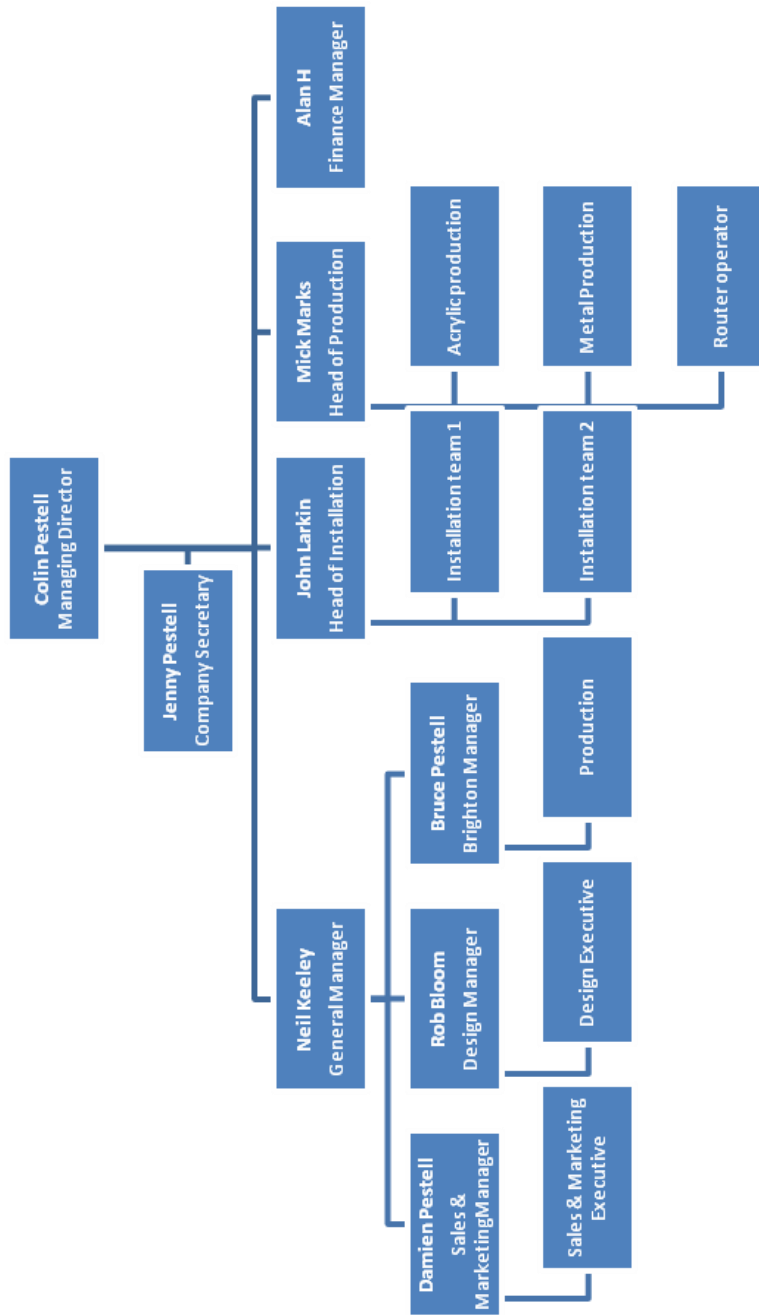 Colin Pestell
Managing Director
Jenny Pestell
Company Secretary
Neil Keeley
General Manager
John Larkin
Head of Installation
Mick Marks
Head of Production
Alan H
Finance Manager
Damien Pestell
Sales &
Marketing Manager
Rob Bloom
Design Manager
Bruce Pestell
Brighton Manager
Installation team 1
Acrylic production
Sales & Marketing
Executive
Design Executive
Production
Installation team 2
Metal Production
Router operator